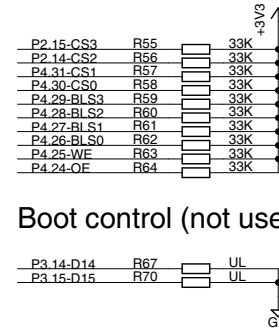 +3V3
P2.15-CS3 R55 33K
P2.14-CS2 R56 33K
P4.31-CS1 R57 33K
P4.30-CS0 R58 33K
P4.29-BLS3 R59 33K
P4.28-BLS2 R60 33K
P4.27-BLS1 R61 33K
P4.26-BLS0 R62 33K
P4.25-WE R63 33K
P4.24-OE R64 33K
Boot control (not use
P3.14-D14 R67 UL
P3.15-D15 R70 UL
G